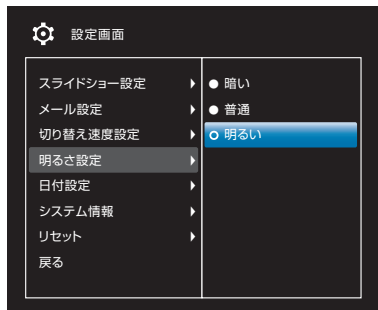 設定画面
スライドショー設定
メール設定
切り替え速度設定
明るさ設定
日付設定
システム情報
リセット
戻る
暗い
普通
明るい